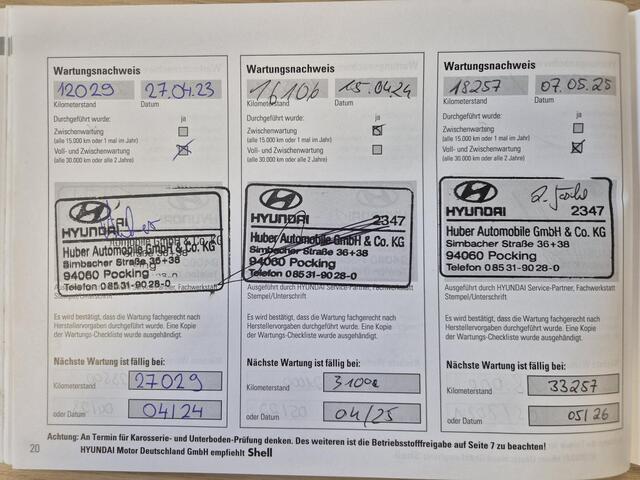 Wartungsnachweis
12029 27.04.23
Kilometerstand Datum
Durchgeführt wurde: ja
Zwischenwartung
(alle 15.000 km oder 1 mal im Jahr)
Voll- und Zwischenwartung
(alle 30.000 km oder alle 2 Jahre)
HYUNDAI
Huber Automobile GmbH & Co. KG
Simbacher Straße 36+38
94060 Pocking
Telefon 08531-9028-0
Stempel/Unterschrift
Es wird bestätigt, dass die Wartung fachgerecht nach
Herstellervorgaben durchgeführt wurde. Eine Kopie
der Wartungs-Checkliste wurde ausgehändigt.
Nächste Wartung ist fällig bei:
Kilometerstand 27029
oder Datum 04/24
Wartungsnachweis
16106 15.04.24
Kilometerstand Datum
Durchgeführt wurde: ja
Zwischenwartung
(alle 15.000 km oder 1 mal im Jahr)
Voll- und Zwischenwartung
(alle 30.000 km oder alle 2 Jahre)
HYUNDAI 2347
Huber Automobile GmbH & Co. KG
Simbacher Straße 36+38
94060 Pocking
Telefon 08531-9028-0
Ausgeführt durch HYUNDAI Service-Partner, Fachwerkstatt
Stempel/Unterschrift
Es wird bestätigt, dass die Wartung fachgerecht nach
Herstellervorgaben durchgeführt wurde. Eine Kopie
der Wartungs-Checkliste wurde ausgehändigt.
Nächste Wartung ist fällig bei:
Kilometerstand
oder Datum 04/25
Wartungsnachweis
18257 07.05.25
Kilometerstand Datum
Durchgeführt wurde: ja
Zwischenwartung
(alle 15.000 km oder 1 mal im Jahr)
Voll- und Zwischenwartung
(alle 30.000 km oder alle 2 Jahre)
HYUNDAI 2347
Huber Automobile GmbH & Co. KG
Simbacher Straße 36+38
94060 Pocking
Telefon 08531-9028-0
Ausgeführt durch HYUNDAI Service-Partner, Fachwerkstatt
Stempel/Unterschrift
Es wird bestätigt, dass die Wartung fachgerecht nach
Herstellervorgaben durchgeführt wurde. Eine Kopie
der Wartungs-Checkliste wurde ausgehändigt.
Nächste Wartung ist fällig bei:
Kilometerstand 33257
oder Datum 05/26
Achtung: An Termin für Karosserie- und Unterboden-Prüfung denken. Des weiteren ist die Betriebsstofffreigabe auf Seite 7 zu beachten!
20 HYUNDAI Motor Deutschland GmbH empfiehlt Shell